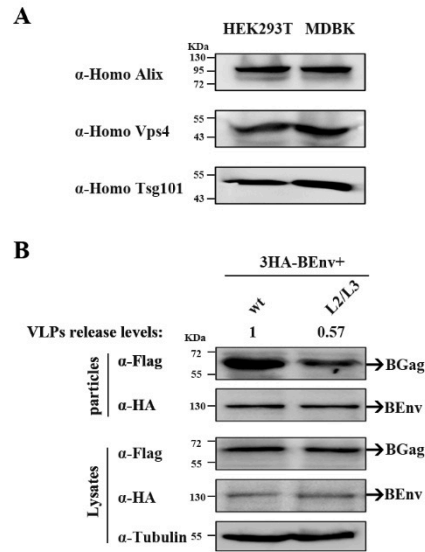 A
HEK293T MDBK
KDa
α-Homo Alix 130 95 72
α-Homo Vps4 55 43
α-Homo Tsg101 55 43
B
3HA-BEnv+
wt L2/L3
VLPs release levels: 1 0.57
KDa
particles
α-Flag 72 55 →BGag
α-HA 130 →BEnv
Lysates
α-Flag 72 55 →BGag
α-HA 130 →BEnv
α-Tubulin 55